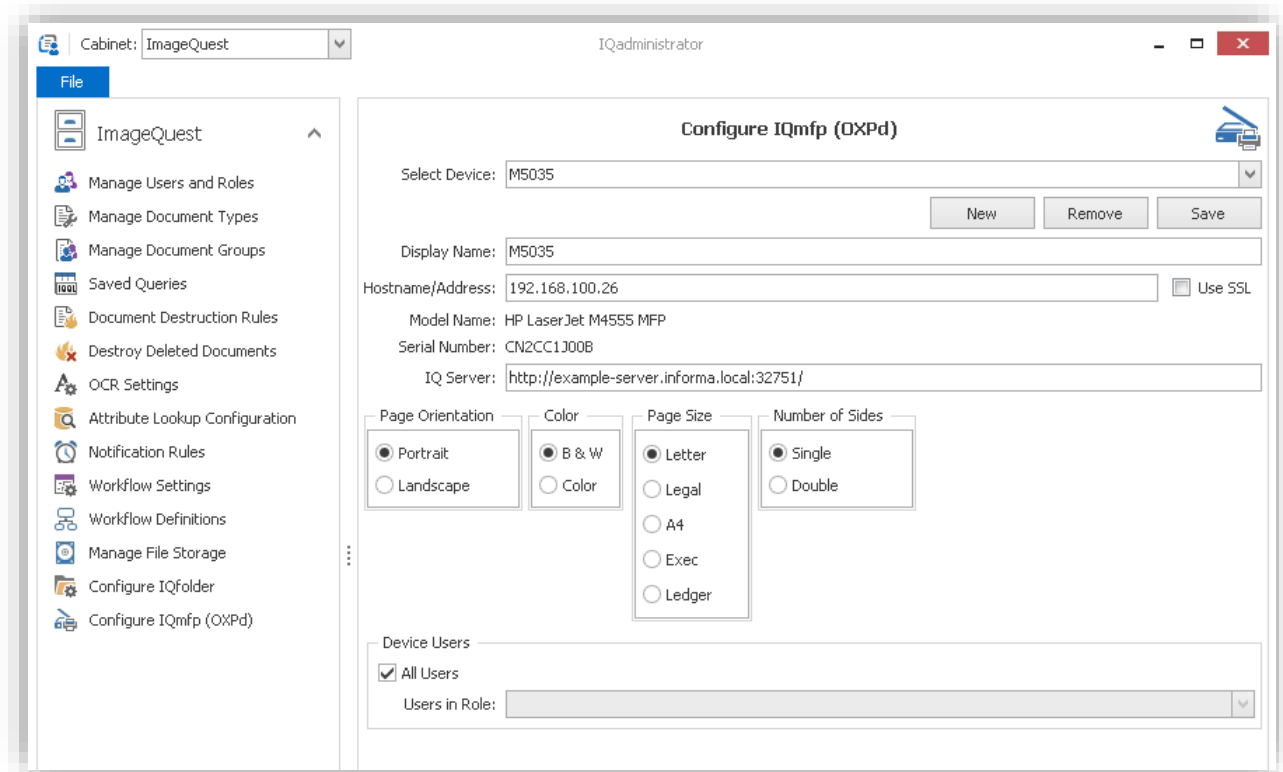 Cabinet: ImageQuest
IQadministrator
File
ImageQuest
Manage Users and Roles
Manage Document Types
Manage Document Groups
IQQL Saved Queries
Document Destruction Rules
Destroy Deleted Documents
OCR Settings
Attribute Lookup Configuration
Notification Rules
Workflow Settings
Workflow Definitions
Manage File Storage
Configure IQfolder
Configure IQmfp (OXPd)
Configure IQmfp (OXPd)
Select Device: M5035
New Remove Save
Display Name: M5035
Hostname/Address: 192.168.100.26 Use SSL
Model Name: HP LaserJet M4555 MFP
Serial Number: CN2CC1J00B
IQ Server: http://example-server.informa.local:32751/
Page Orientation
Portrait
Landscape
Color
B & W
Color
Page Size
Letter
Legal
A4
Exec
Ledger
Number of Sides
Single
Double
Device Users
All Users
Users in Role: